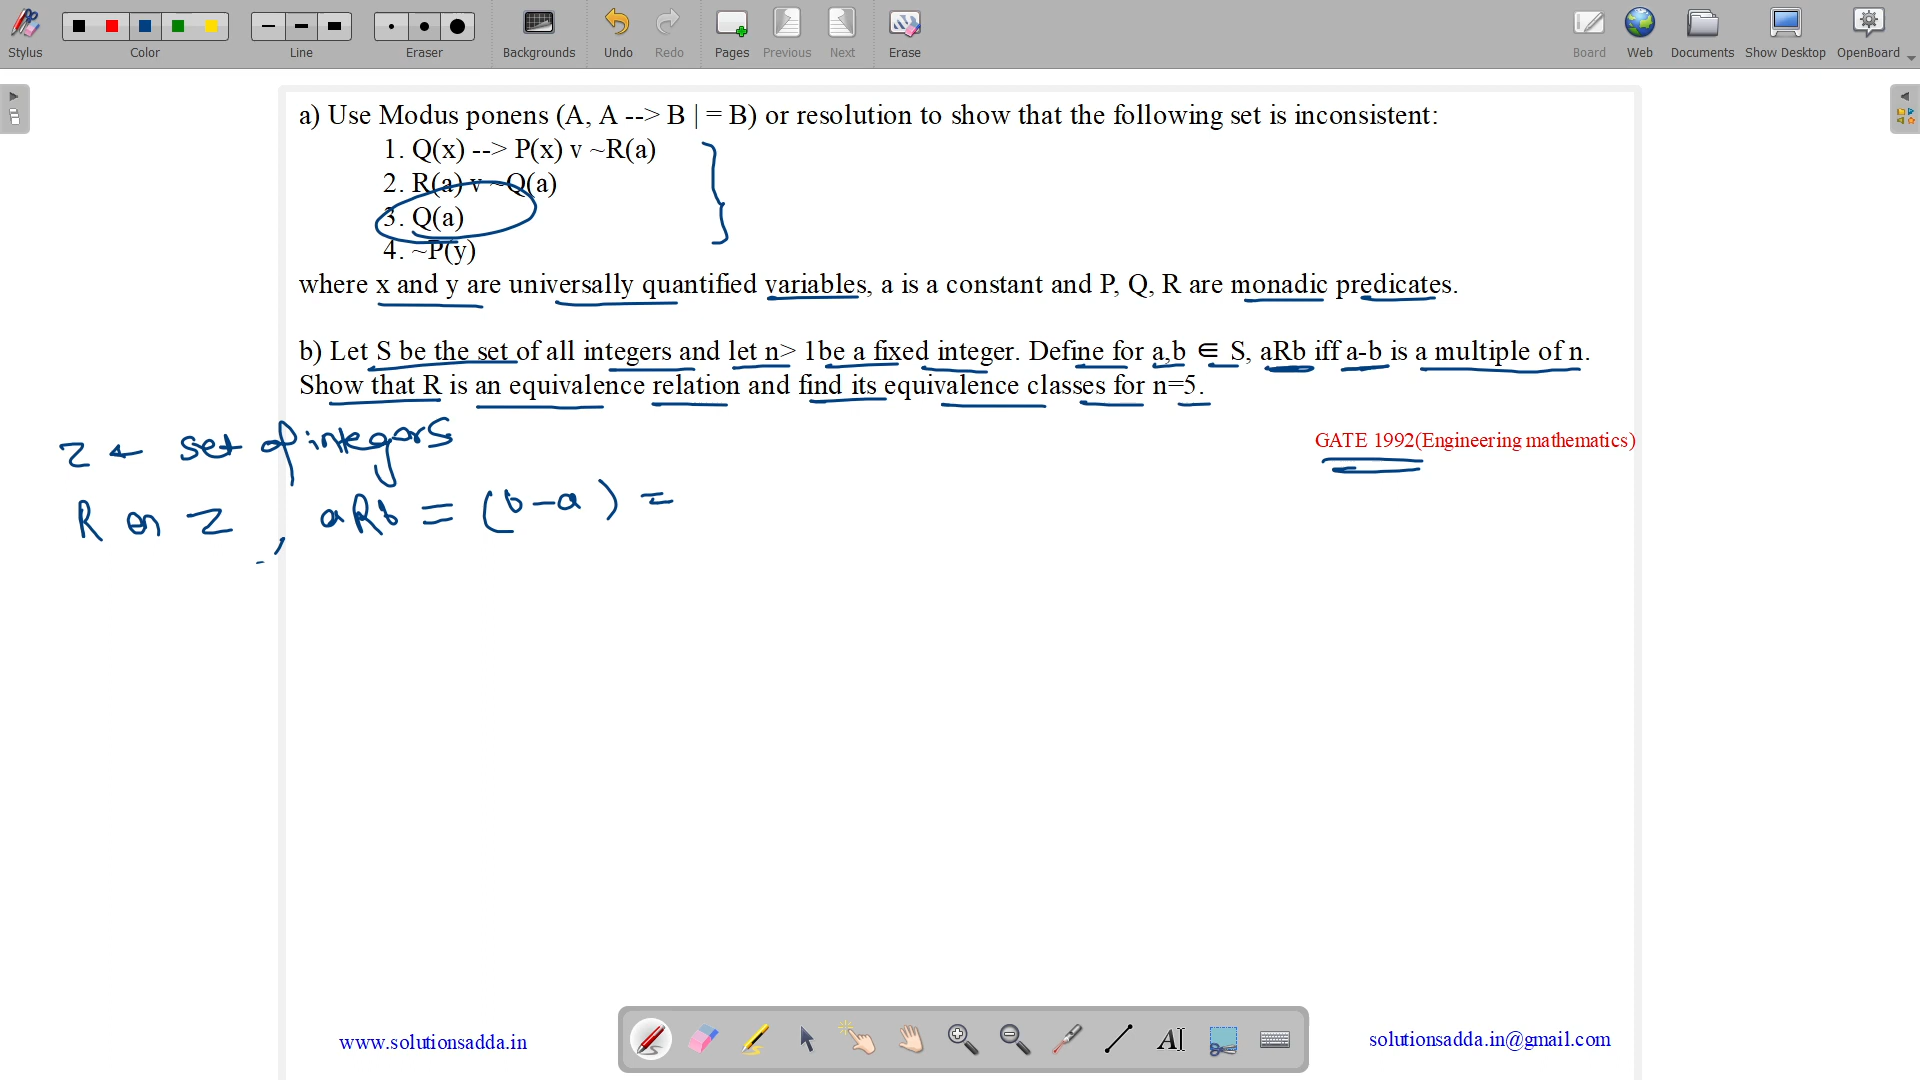 Stylus Color Line Eraser Backgrounds Undo Redo Pages Previous Next Erase Board Web Documents Show Desktop OpenBoard
a) Use Modus ponens (A, A --> B | = B) or resolution to show that the following set is inconsistent:
1. Q(x) --> P(x) v ~R(a)
2. R(a) v ~Q(a)
3. Q(a)
4. ~P(y)
where x and y are universally quantified variables, a is a constant and P, Q, R are monadic predicates.
b) Let S be the set of all integers and let n> 1be a fixed integer. Define for a,b ∈ S, aRb iff a-b is a multiple of n.
Show that R is an equivalence relation and find its equivalence classes for n=5.
GATE 1992(Engineering mathematics)
Z ← set of integers
R on Z , aRb = (b-a) =
www.solutionsadda.in
solutionsadda.in@gmail.com